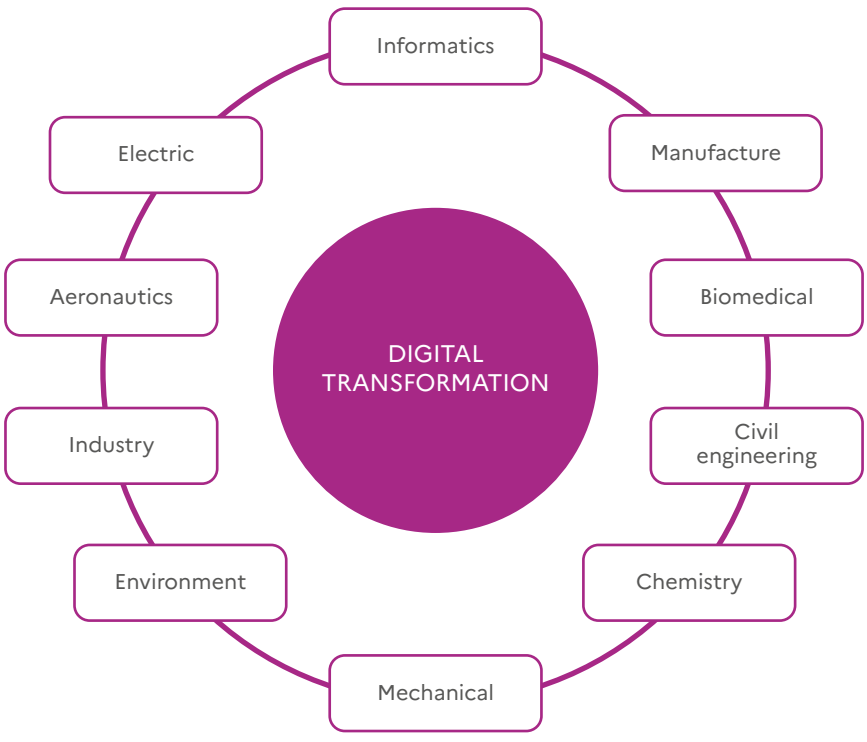 Informatics
Electric
Manufacture
Aeronautics
Biomedical
DIGITAL
TRANSFORMATION
Industry
Civil
engineering
Environment
Chemistry
Mechanical